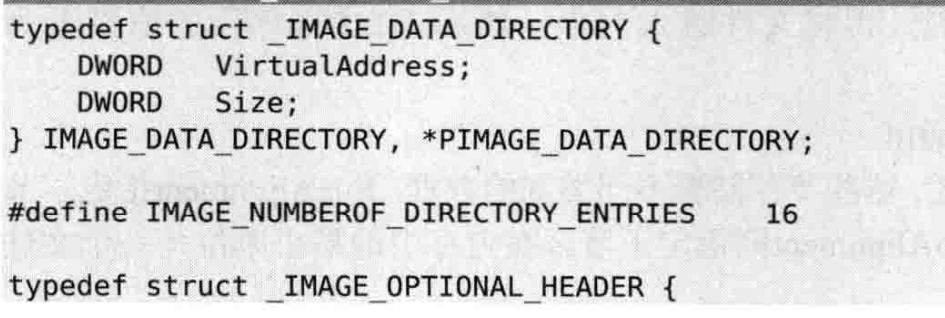 typedef struct _IMAGE_DATA_DIRECTORY {
    DWORD   VirtualAddress;
    DWORD   Size;
} IMAGE_DATA_DIRECTORY, *PIMAGE_DATA_DIRECTORY;
#define IMAGE_NUMBEROF_DIRECTORY_ENTRIES    16
typedef struct _IMAGE_OPTIONAL_HEADER {